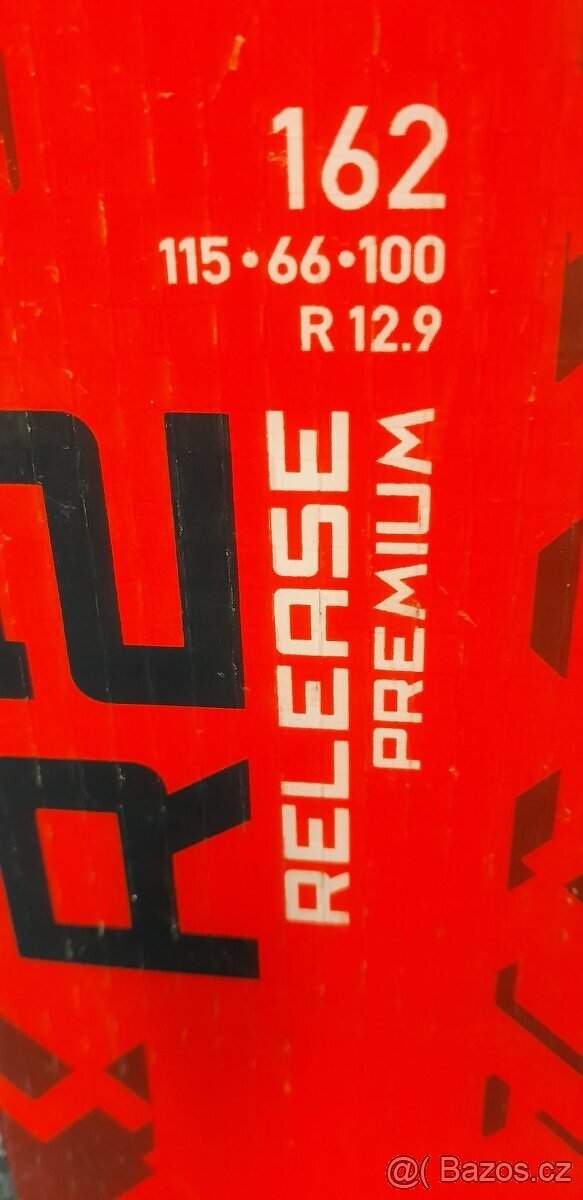 162
115•66•100
R 12.9
RELEASE
PREMIUM
@( Bazos.cz